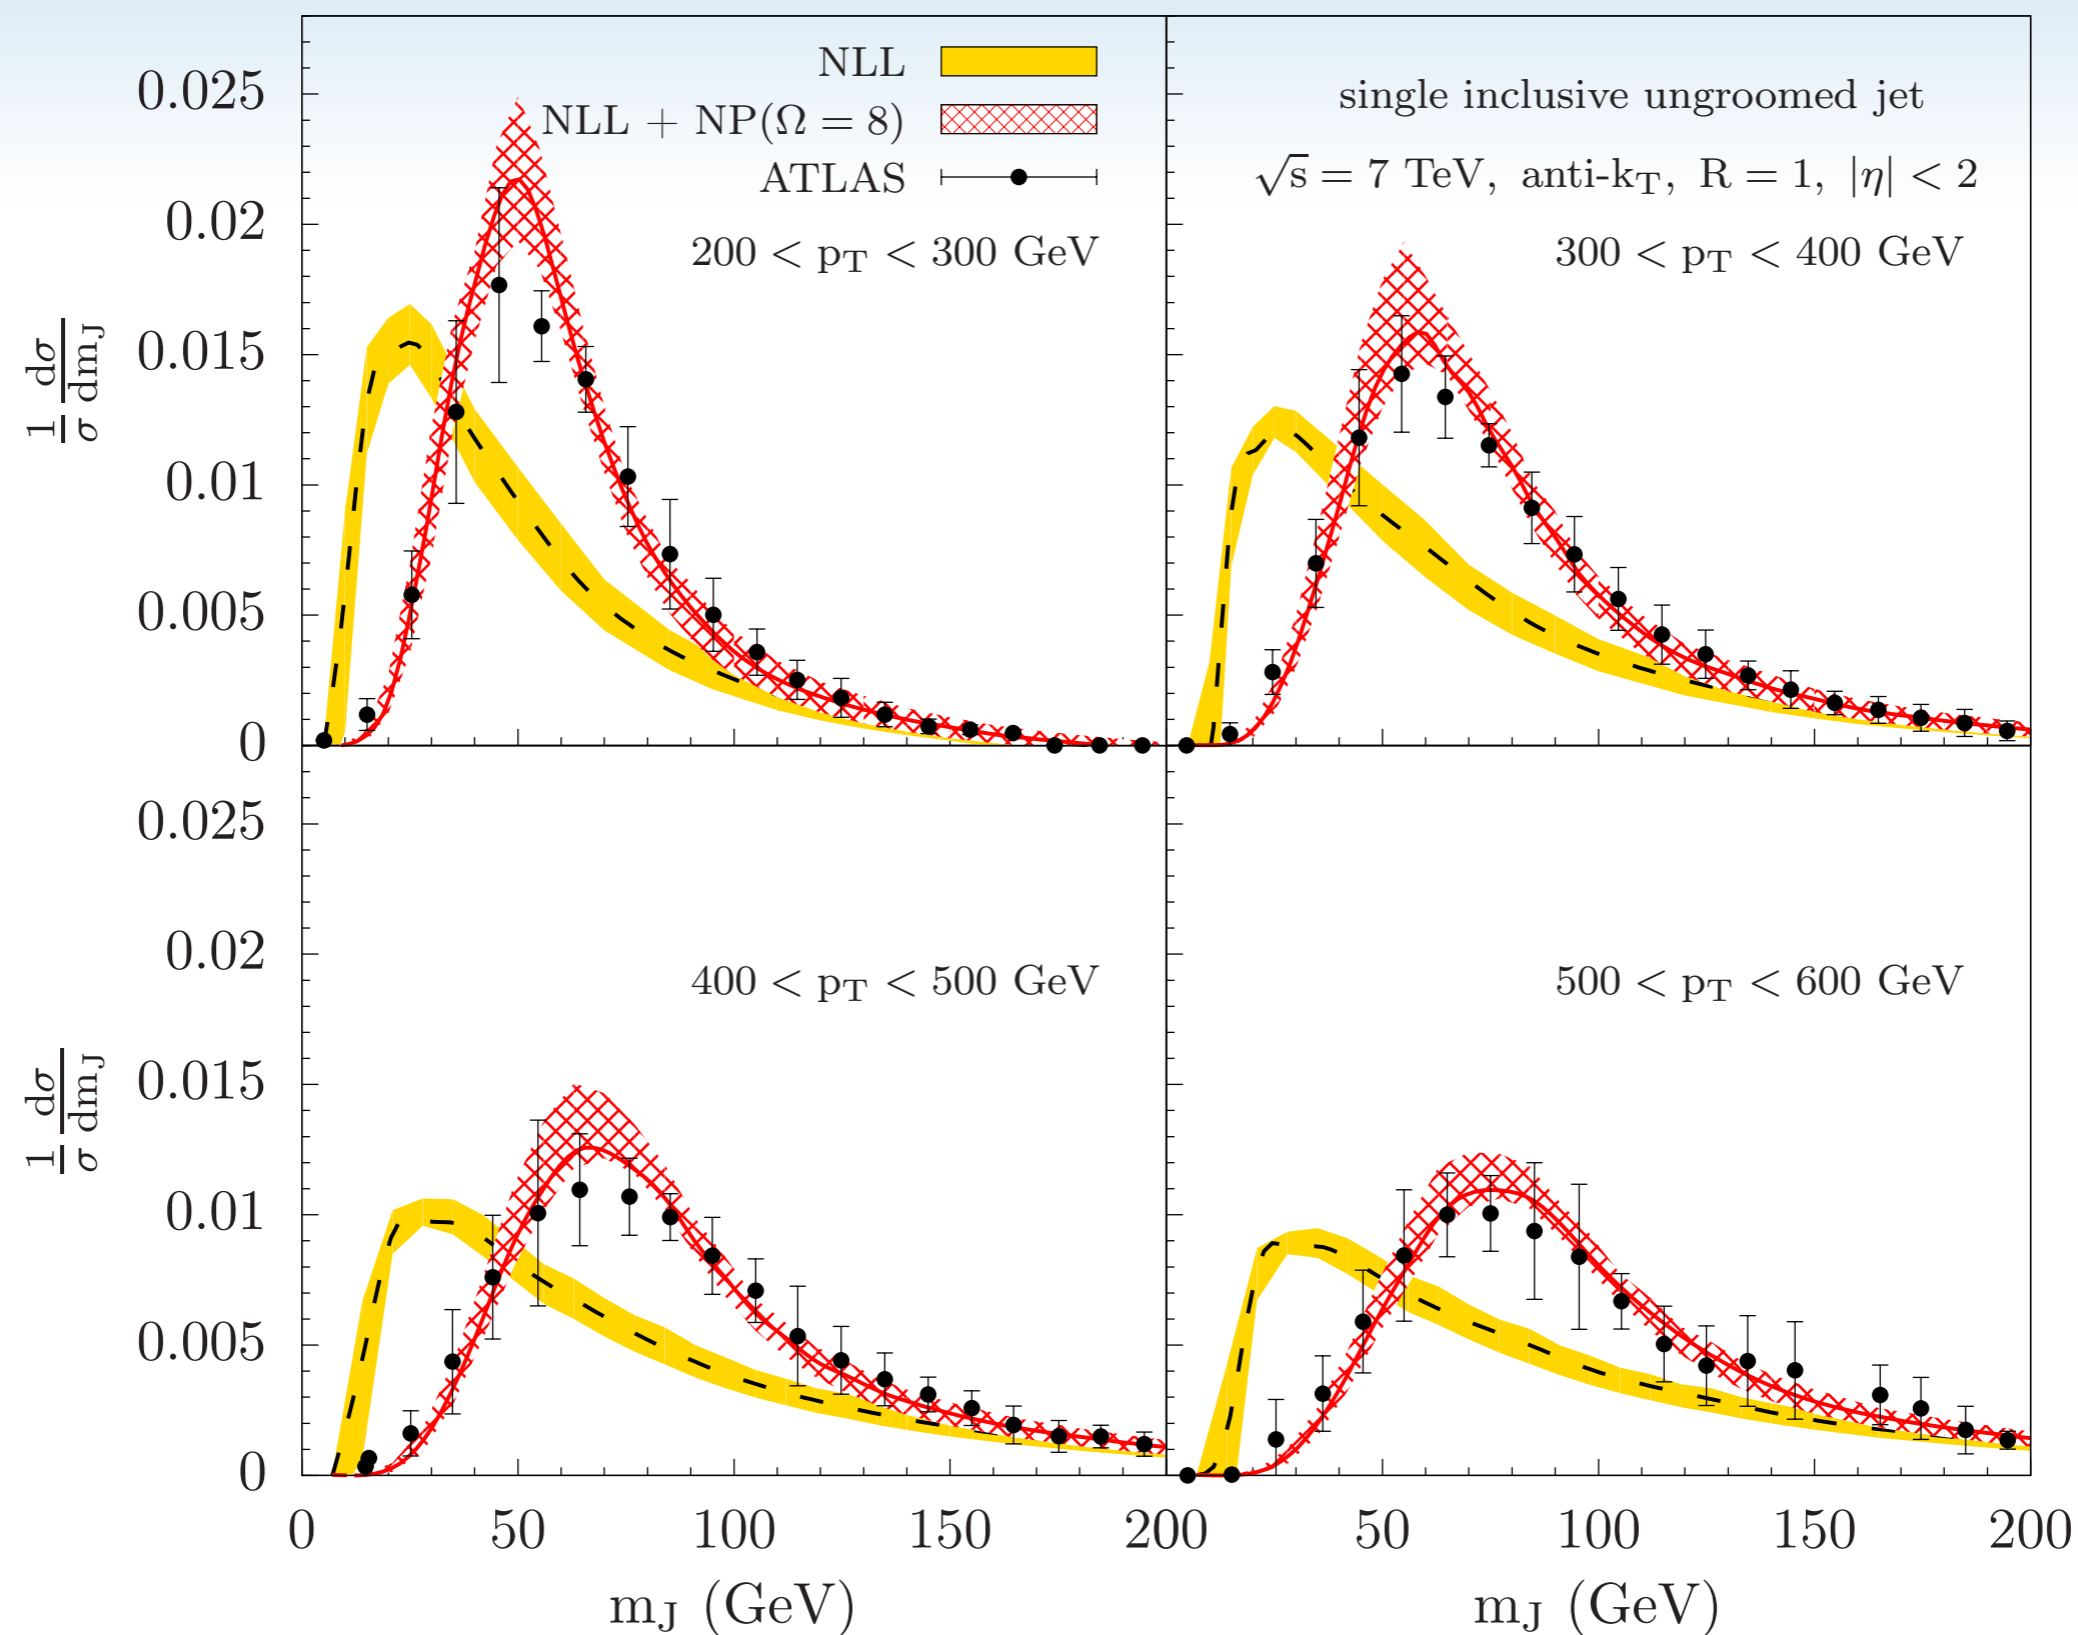 NLL
NLL + NP(Ω = 8)
ATLAS
200 < p_T < 300 GeV
single inclusive ungroomed jet
√s = 7 TeV, anti-k_T, R = 1, |η| < 2
300 < p_T < 400 GeV
1/σ dσ/dm_J
0.025
0.02
0.015
0.01
0.005
0
400 < p_T < 500 GeV
500 < p_T < 600 GeV
1/σ dσ/dm_J
0.025
0.02
0.015
0.01
0.005
0
0 50 100 150 200 50 100 150 200
m_J (GeV) m_J (GeV)